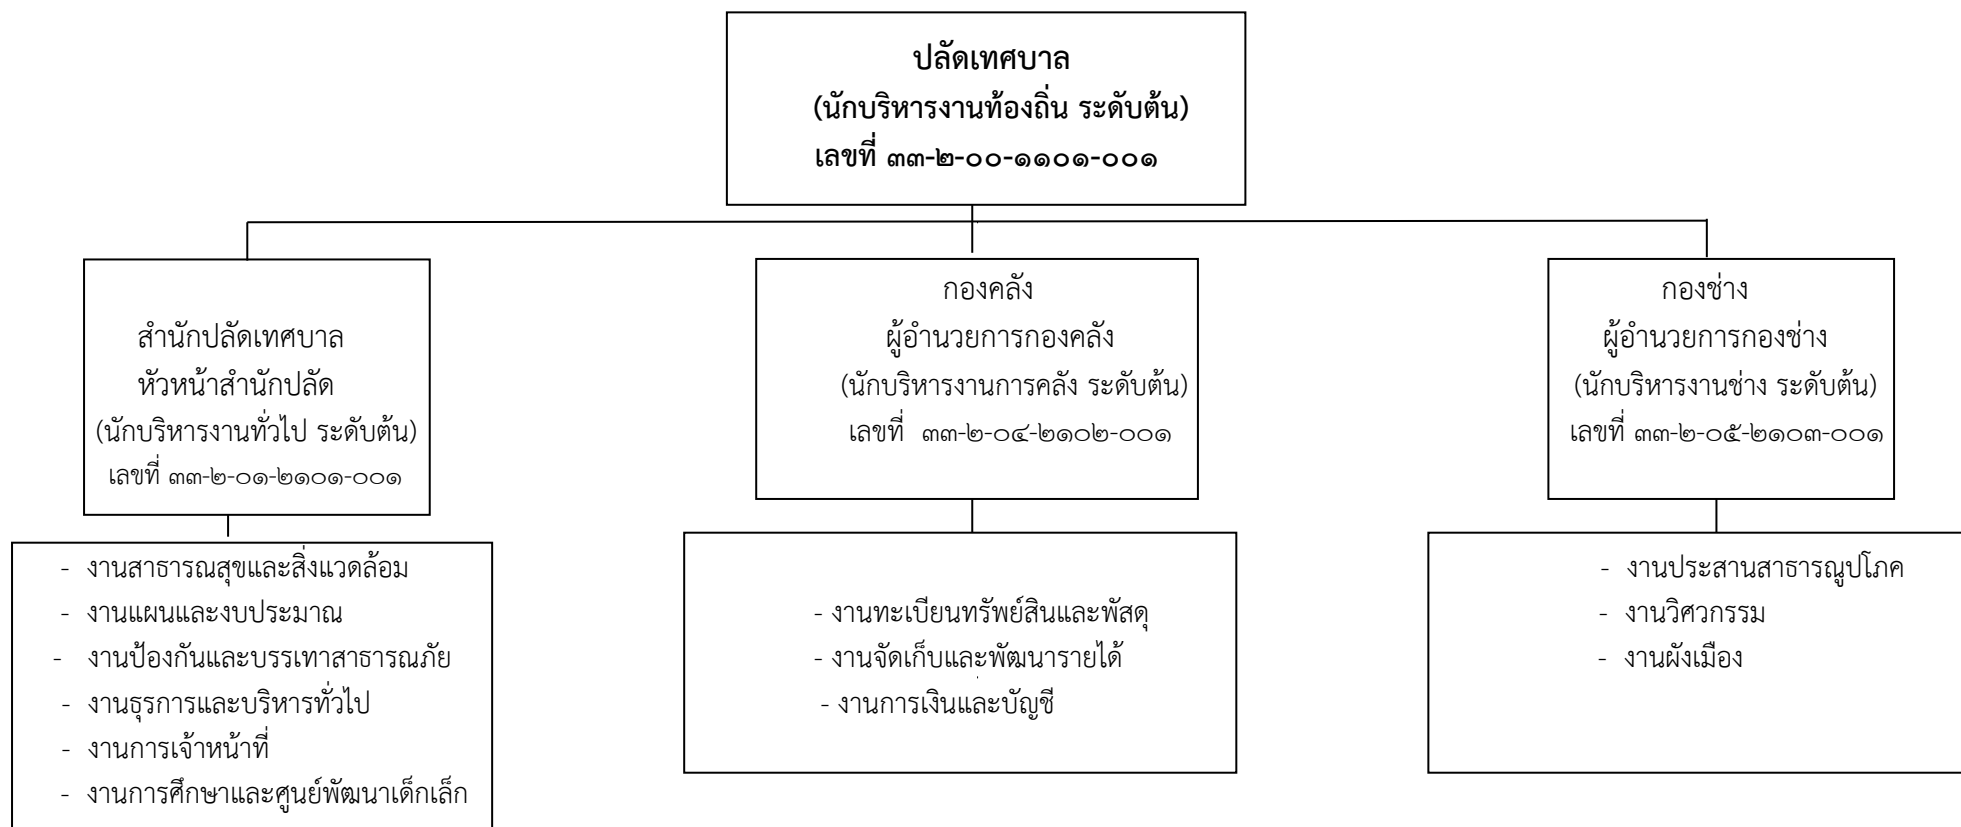 ปลัดเทศบาล
(นักบริหารงานท้องถิ่น ระดับต้น)
เลขที่ ๓๓-๒-๐๐-๑๑๐๑-๐๐๑
สำนักปลัดเทศบาล
หัวหน้าสำนักปลัด
(นักบริหารงานทั่วไป ระดับต้น)
เลขที่ ๓๓-๒-๐๑-๒๑๐๑-๐๐๑
กองคลัง
ผู้อำนวยการกองคลัง
(นักบริหารงานการคลัง ระดับต้น)
เลขที่ ๓๓-๒-๐๔-๒๑๐๒-๐๐๑
กองช่าง
ผู้อำนวยการกองช่าง
(นักบริหารงานช่าง ระดับต้น)
เลขที่ ๓๓-๒-๐๕-๒๑๐๓-๐๐๑
- งานสาธารณสุขและสิ่งแวดล้อม
- งานแผนและงบประมาณ
- งานป้องกันและบรรเทาสาธารณภัย
- งานธุรการและบริหารทั่วไป
- งานการเจ้าหน้าที่
- งานการศึกษาและศูนย์พัฒนาเด็กเล็ก
- งานทะเบียนทรัพย์สินและพัสดุ
- งานจัดเก็บและพัฒนารายได้
- งานการเงินและบัญชี
- งานประสานสาธารณูปโภค
- งานวิศวกรรม
- งานผังเมือง